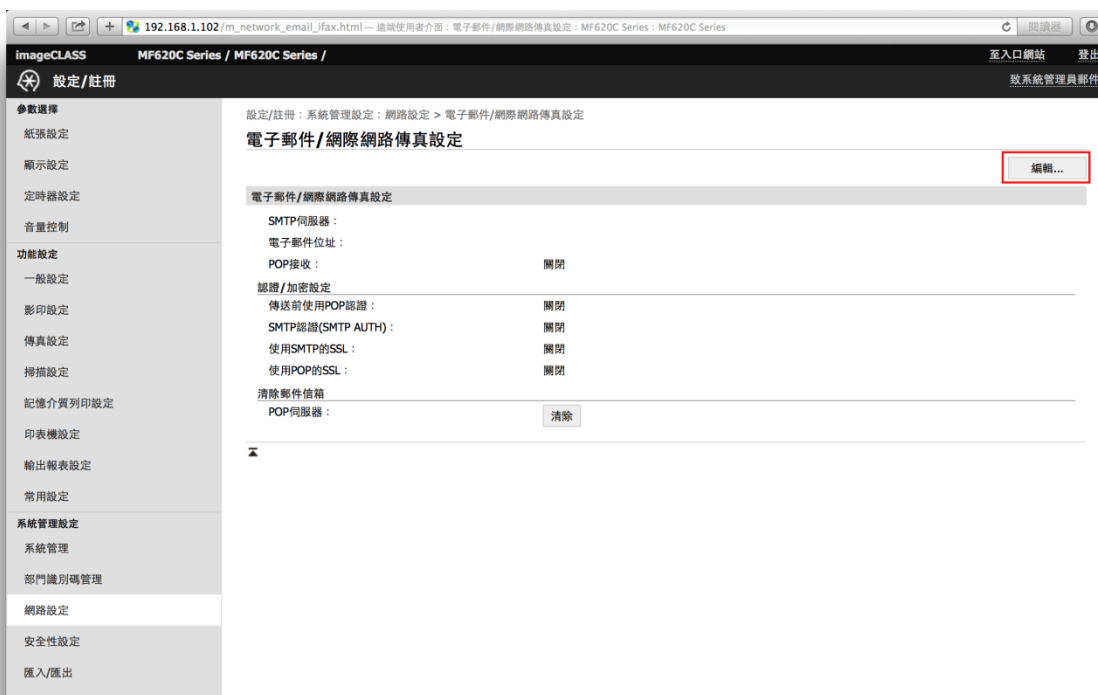 192.168.1.102/m_network_email_ifax.html — 遠端使用者介面：電子郵件/網際網路傳真設定：MF620C Series：MF620C Series
閱讀器
imageCLASS MF620C Series / MF620C Series /
至入口網站 登出
設定/註冊
致系統管理員郵件
參數選擇
紙張設定
顯示設定
定時器設定
音量控制
功能設定
一般設定
影印設定
傳真設定
掃描設定
記憶介質列印設定
印表機設定
輸出報表設定
常用設定
系統管理設定
系統管理
部門識別碼管理
網路設定
安全性設定
匯入/匯出
設定/註冊：系統管理設定：網路設定 > 電子郵件/網際網路傳真設定
電子郵件/網際網路傳真設定
編輯...
電子郵件/網際網路傳真設定
SMTP伺服器：
電子郵件位址：
POP接收： 關閉
認證/加密設定
傳送前使用POP認證： 關閉
SMTP認證(SMTP AUTH)： 關閉
使用SMTP的SSL： 關閉
使用POP的SSL： 關閉
清除郵件信箱
POP伺服器： 清除